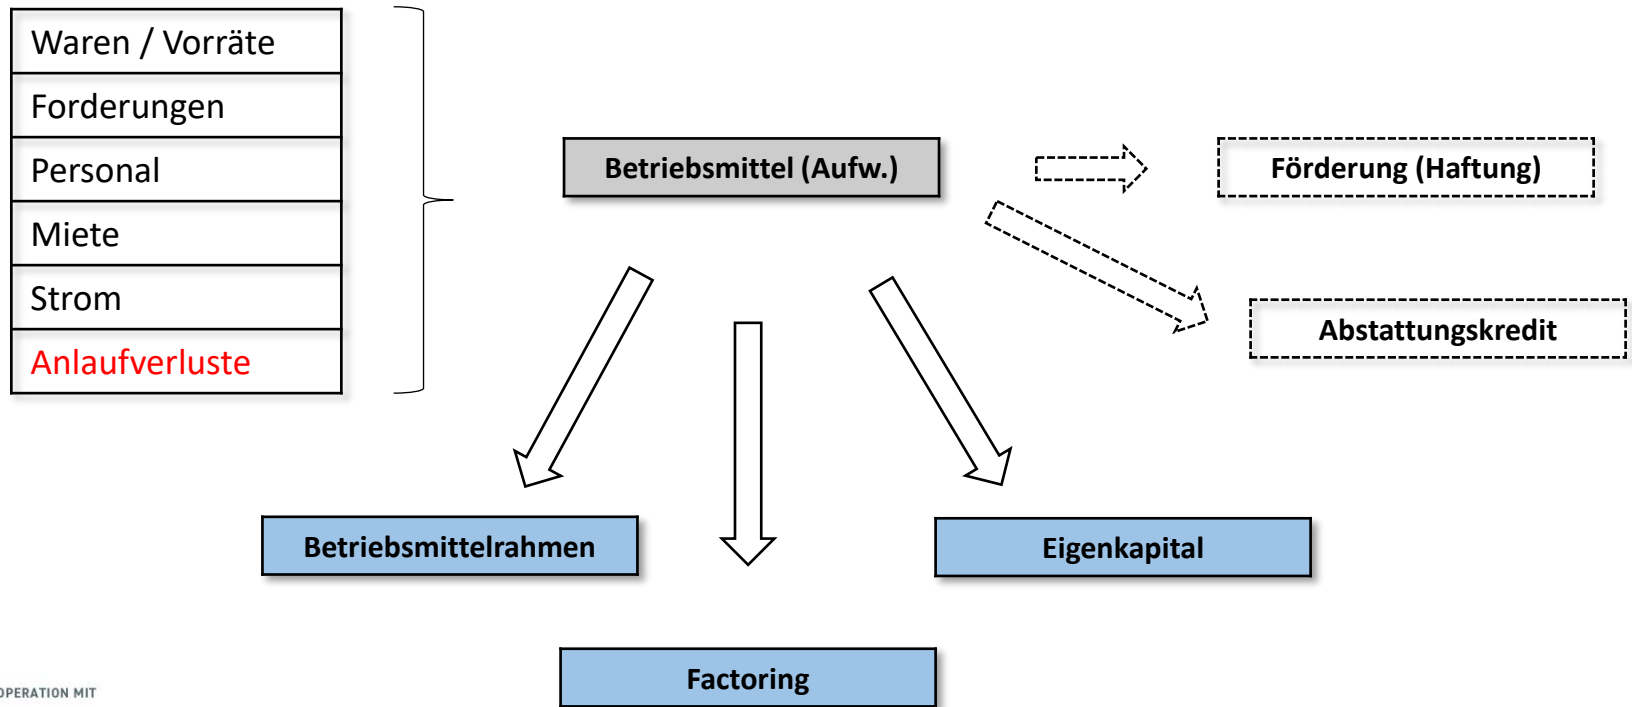 Waren / Vorräte
Forderungen
Personal
Miete
Strom
Anlaufverluste
Betriebsmittel (Aufw.)
Förderung (Haftung)
Abstattungskredit
Betriebsmittelrahmen
Eigenkapital
Factoring
OPERATION MIT